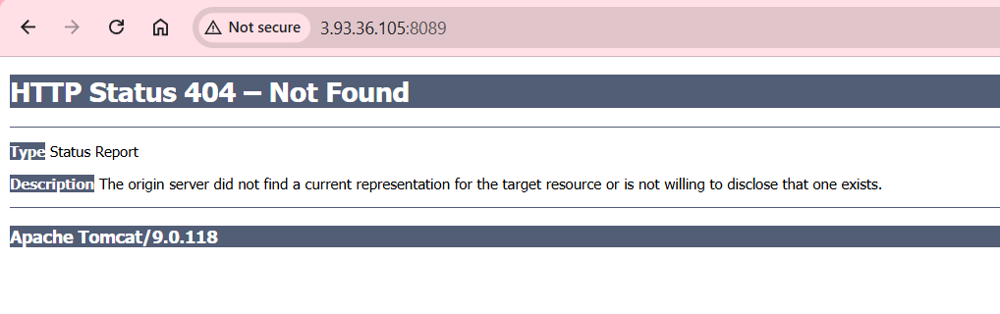 Not secure 3.93.36.105:8089
HTTP Status 404 – Not Found
Type Status Report
Description The origin server did not find a current representation for the target resource or is not willing to disclose that one exists.
Apache Tomcat/9.0.118